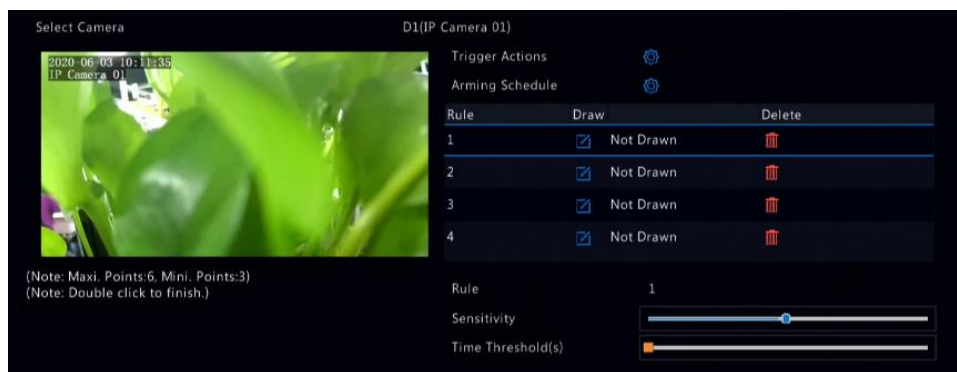 Select Camera D1(IP Camera 01)
2020-06-03 10:11:35
IP Camera 01
Trigger Actions
Arming Schedule
Rule Draw Delete
1 Not Drawn
2 Not Drawn
3 Not Drawn
4 Not Drawn
(Note: Maxi. Points:6, Mini. Points:3)
(Note: Double click to finish.)
Rule 1
Sensitivity
Time Threshold(s)